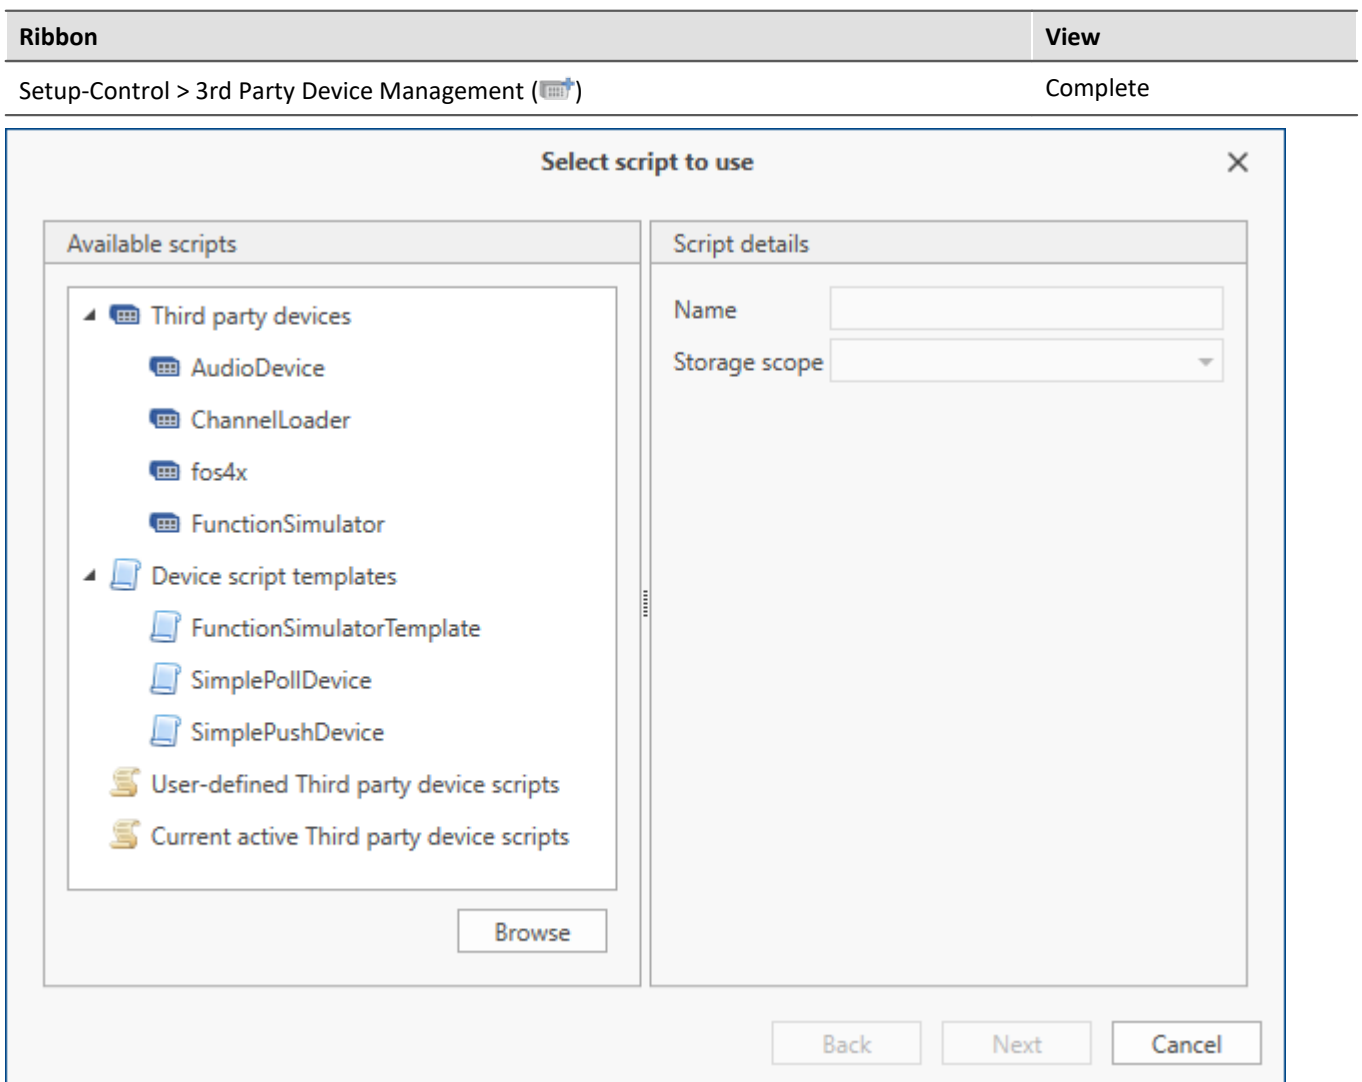 Ribbon View
Setup-Control > 3rd Party Device Management () Complete
Select script to use
Available scripts
Third party devices
AudioDevice
ChannelLoader
fos4x
FunctionSimulator
Device script templates
FunctionSimulatorTemplate
SimplePollDevice
SimplePushDevice
User-defined Third party device scripts
Current active Third party device scripts
Browse
Script details
Name
Storage scope
Back Next Cancel